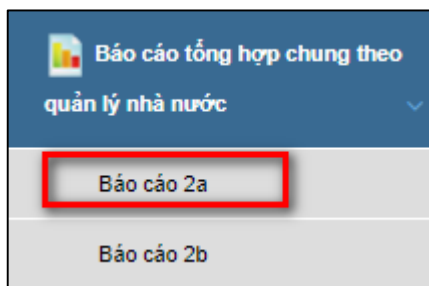 Báo cáo tổng hợp chung theo
quản lý nhà nước
Báo cáo 2a
Báo cáo 2b